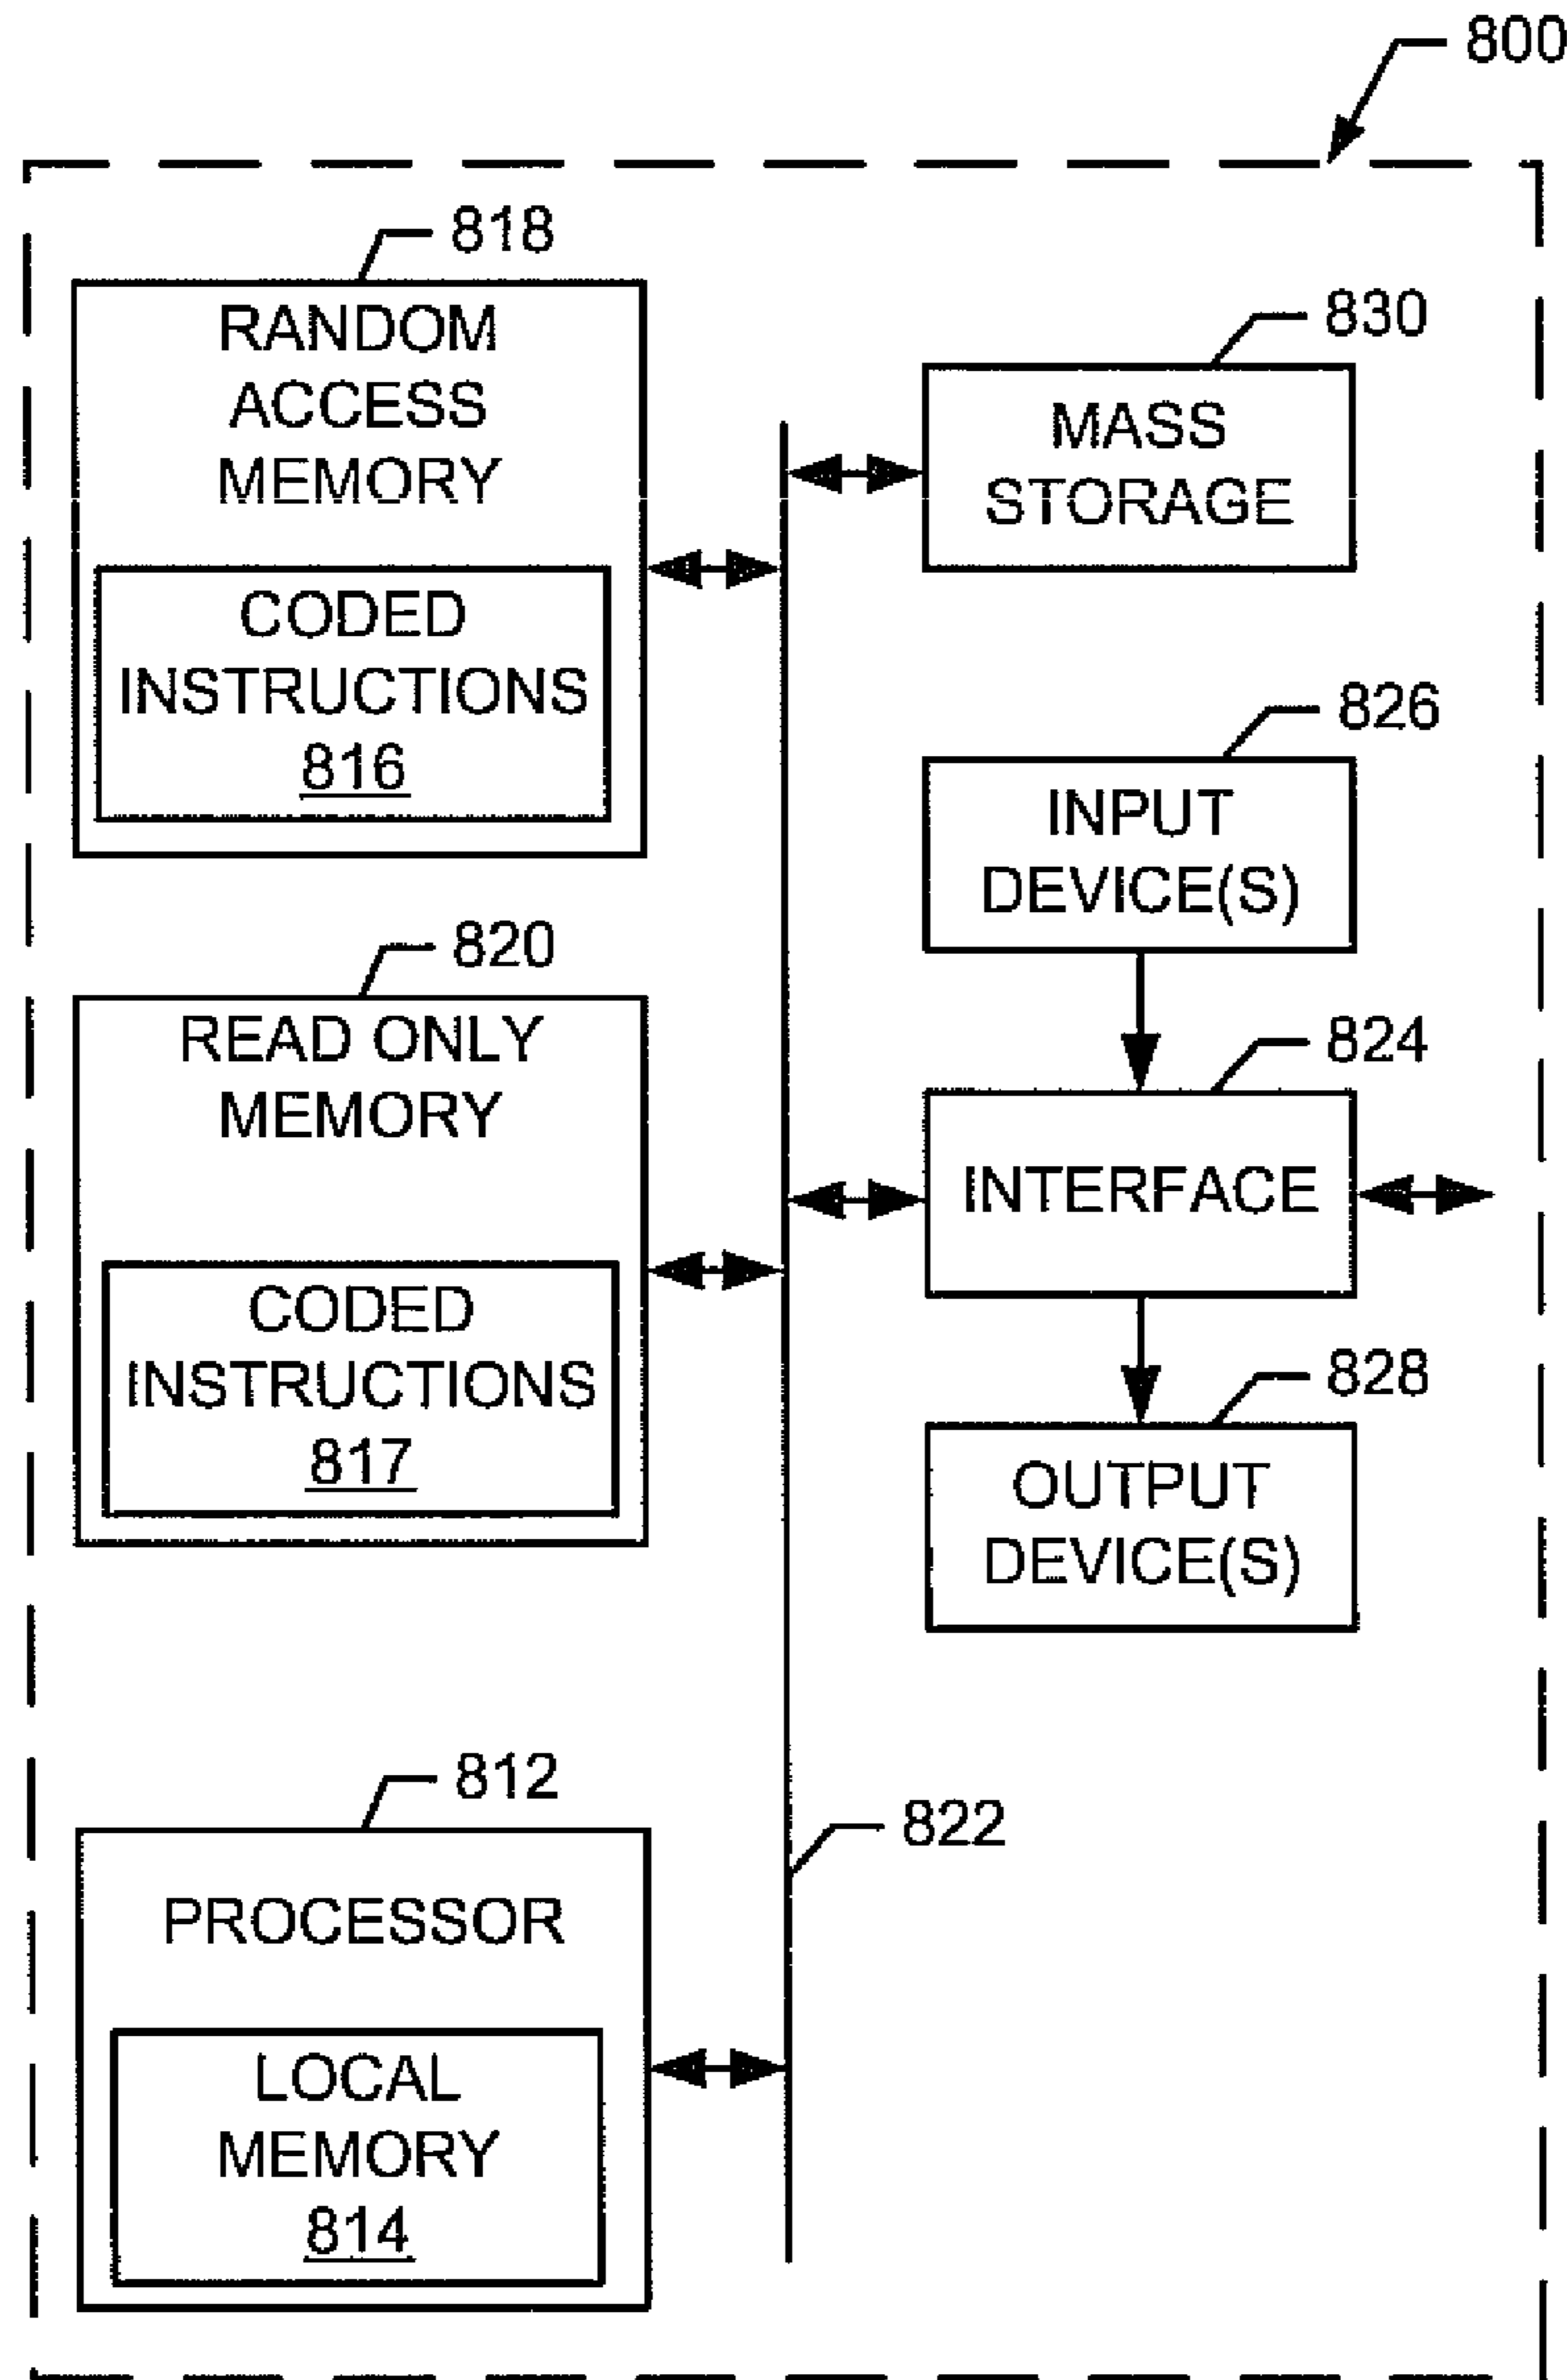 800
818
RANDOM
ACCESS
MEMORY
CODED
INSTRUCTIONS
816
820
READ ONLY
MEMORY
CODED
INSTRUCTIONS
817
812
PROCESSOR
LOCAL
MEMORY
814
822
830
MASS
STORAGE
826
INPUT
DEVICE(S)
824
INTERFACE
828
OUTPUT
DEVICE(S)